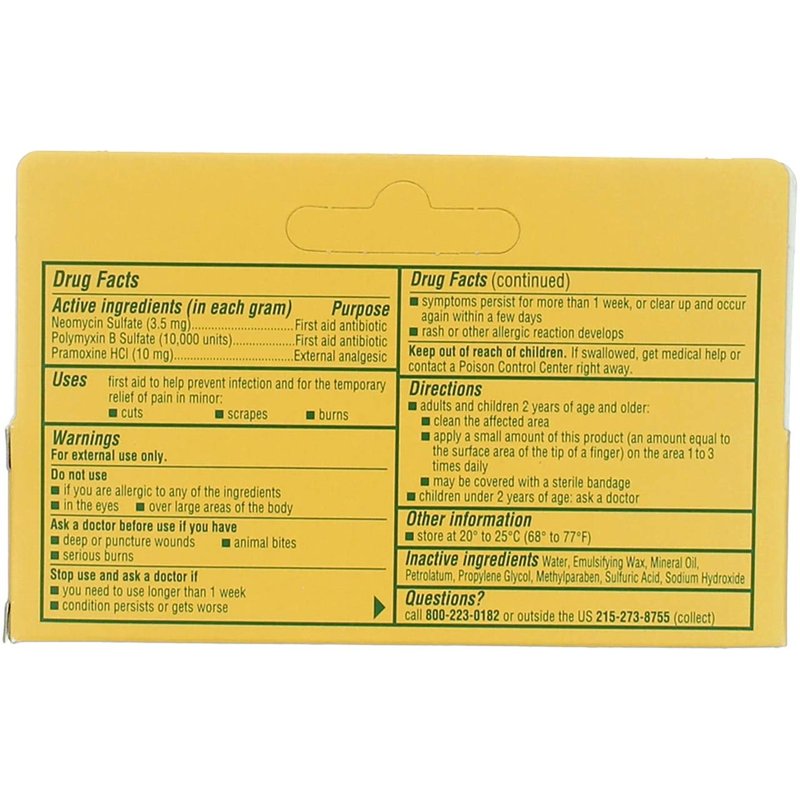 Drug Facts
Active ingredients (in each gram) Purpose
Neomycin Sulfate (3.5 mg)..............................First aid antibiotic
Polymyxin B Sulfate (10,000 units)..................First aid antibiotic
Pramoxine HCl (10 mg)...................................External analgesic
Uses first aid to help prevent infection and for the temporary
relief of pain in minor:
■ cuts ■ scrapes ■ burns
Warnings
For external use only.
Do not use
■ if you are allergic to any of the ingredients
■ in the eyes ■ over large areas of the body
Ask a doctor before use if you have
■ deep or puncture wounds ■ animal bites
■ serious burns
Stop use and ask a doctor if
■ you need to use longer than 1 week
■ condition persists or gets worse
Drug Facts (continued)
■ symptoms persist for more than 1 week, or clear up and occur
again within a few days
■ rash or other allergic reaction develops
Keep out of reach of children. If swallowed, get medical help or
contact a Poison Control Center right away.
Directions
■ adults and children 2 years of age and older:
■ clean the affected area
■ apply a small amount of this product (an amount equal to
the surface area of the tip of a finger) on the area 1 to 3
times daily
■ may be covered with a sterile bandage
■ children under 2 years of age: ask a doctor
Other information
■ store at 20° to 25°C (68° to 77°F)
Inactive ingredients Water, Emulsifying Wax, Mineral Oil,
Petrolatum, Propylene Glycol, Methylparaben, Sulfuric Acid, Sodium Hydroxide
Questions?
call 800-223-0182 or outside the US 215-273-8755 (collect)